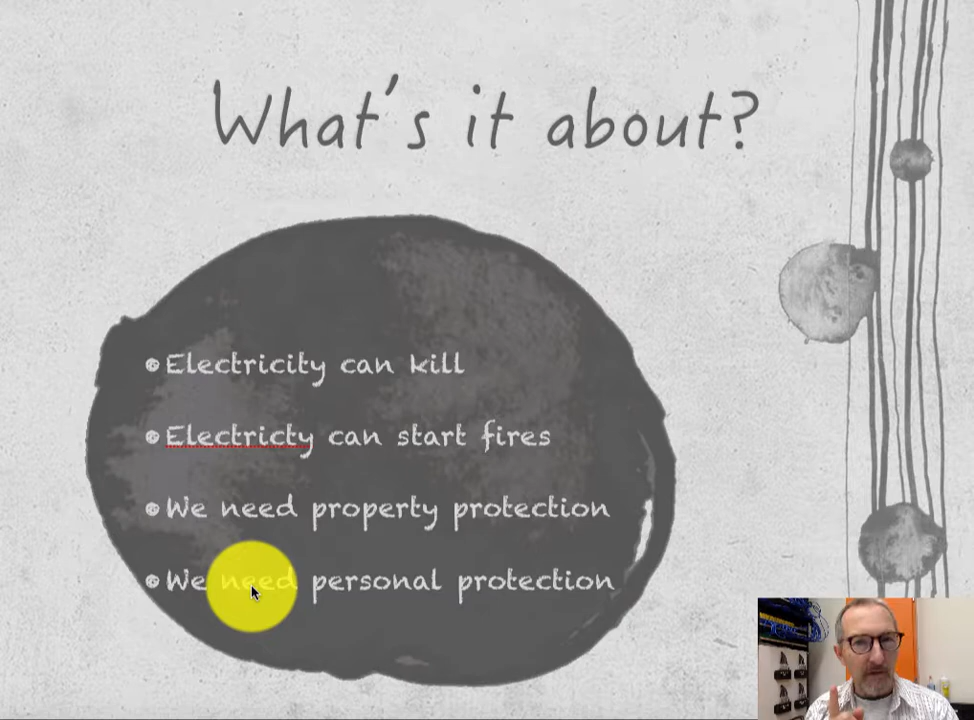 What's it about?
Electricity can kill
Electricty can start fires
We need property protection
We need personal protection